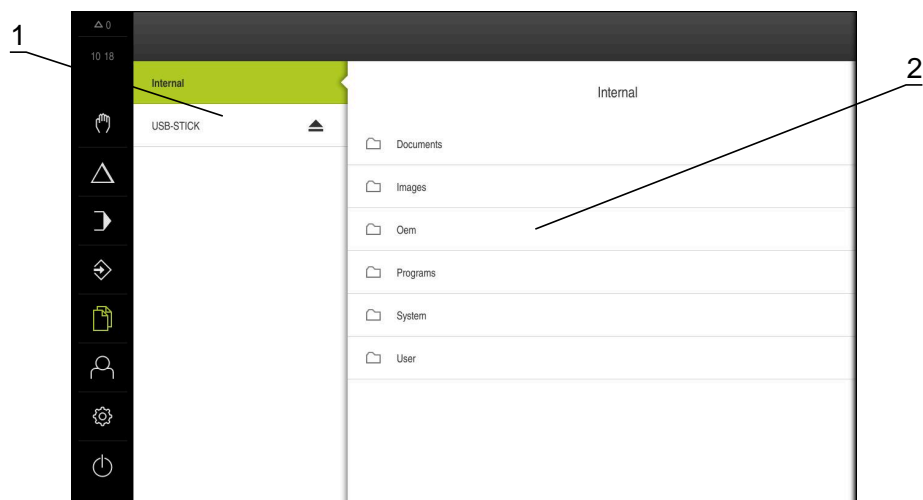 1
△ 0
10 18
Internal
USB-STICK
2
Internal
Documents
Images
Oem
Programs
System
User